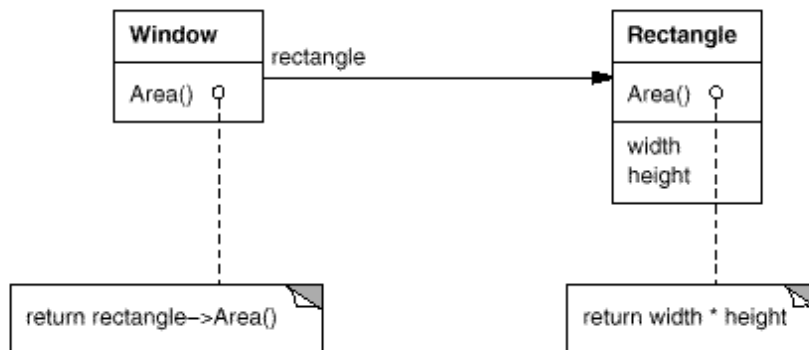 Window
Area()
rectangle
Rectangle
Area()
width
height
return rectangle->Area()
return width * height